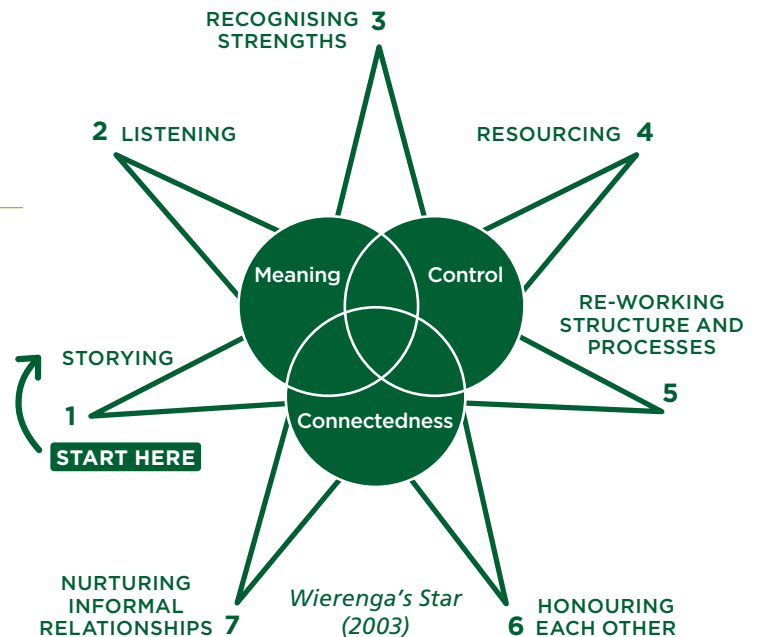 RECOGNISING 3
STRENGTHS
2 LISTENING
RESOURCING 4
Meaning
Control
RE-WORKING
STRUCTURE AND
PROCESSES
5
STORYING
1
START HERE
Connectedness
NURTURING
INFORMAL
RELATIONSHIPS 7
Wierenga's Star
(2003)
HONOURING
6 EACH OTHER